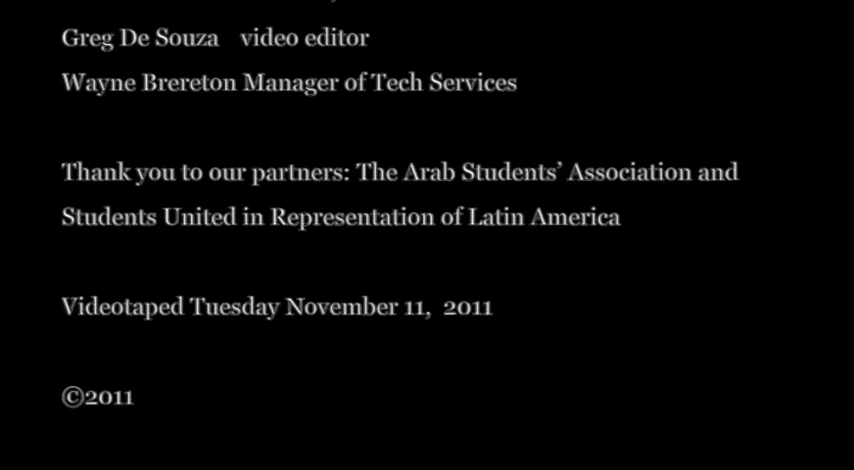 Greg De Souza    video editor
Wayne Brereton Manager of Tech Services
Thank you to our partners: The Arab Students’ Association and
Students United in Representation of Latin America
Videotaped Tuesday November 11,  2011
©2011